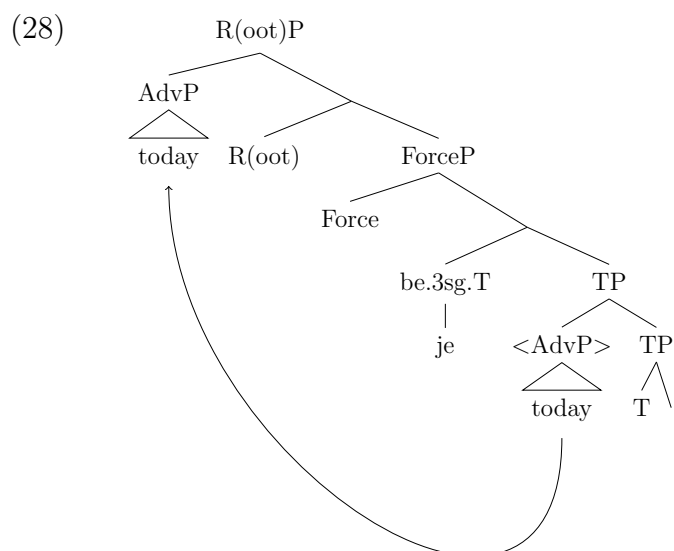 (28)
R(oot)P
AdvP
today
R(oot)
ForceP
Force
be.3sg.T
TP
je
<AdvP>
TP
today
T